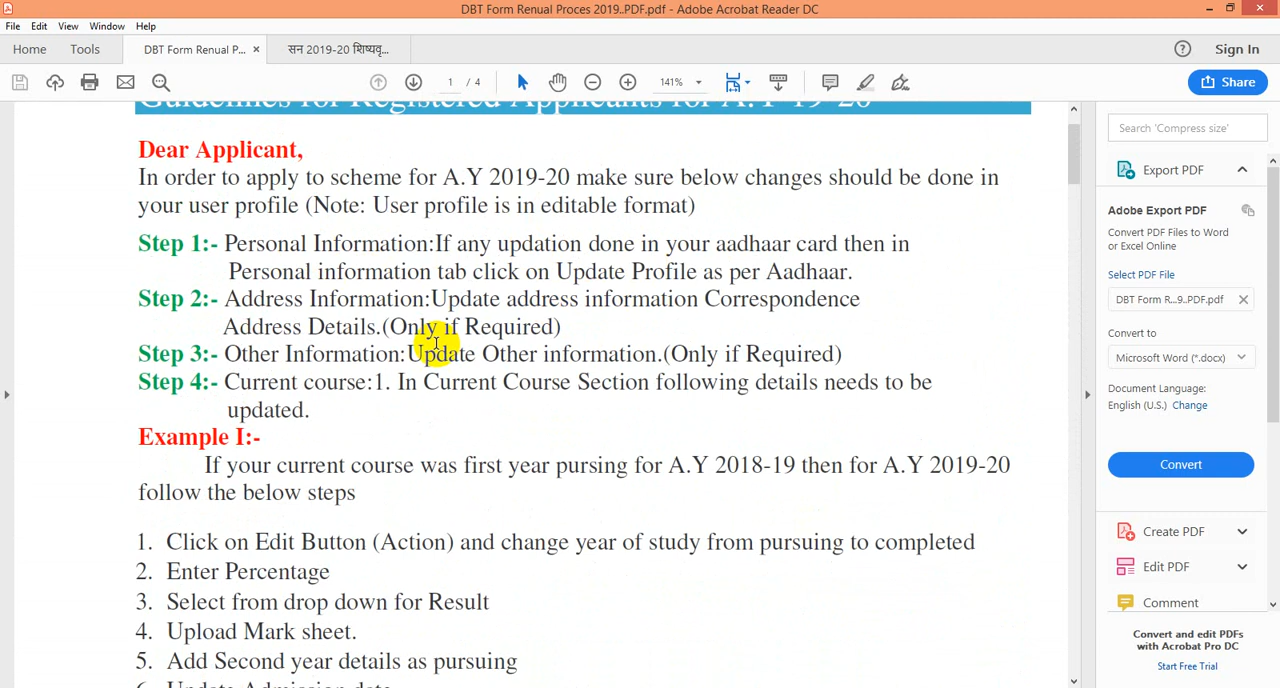 DBT Form Renual Proces 2019..PDF.pdf - Adobe Acrobat Reader DC
File Edit View Window Help
Home Tools DBT Form Renual P... × सन 2019-20 शिष्यवृ...
Sign In
1 / 4 141% Share
Guidelines for Registered Applicants for A.Y 19-20
Dear Applicant,
In order to apply to scheme for A.Y 2019-20 make sure below changes should be done in
your user profile (Note: User profile is in editable format)
Step 1:- Personal Information:If any updation done in your aadhaar card then in
Personal information tab click on Update Profile as per Aadhaar.
Step 2:- Address Information:Update address information Correspondence
Address Details.(Only if Required)
Step 3:- Other Information:Update Other information.(Only if Required)
Step 4:- Current course:1. In Current Course Section following details needs to be
updated.
Example I:-
If your current course was first year pursing for A.Y 2018-19 then for A.Y 2019-20
follow the below steps
1. Click on Edit Button (Action) and change year of study from pursuing to completed
2. Enter Percentage
3. Select from drop down for Result
4. Upload Mark sheet.
5. Add Second year details as pursuing
6. Update Admission date
Search 'Compress size'
Export PDF
Adobe Export PDF
Convert PDF Files to Word
or Excel Online
Select PDF File
DBT Form R...9..PDF.pdf
Convert to
Microsoft Word (*.docx)
Document Language:
English (U.S.) Change
Convert
Create PDF
Edit PDF
Comment
Convert and edit PDFs
with Acrobat Pro DC
Start Free Trial